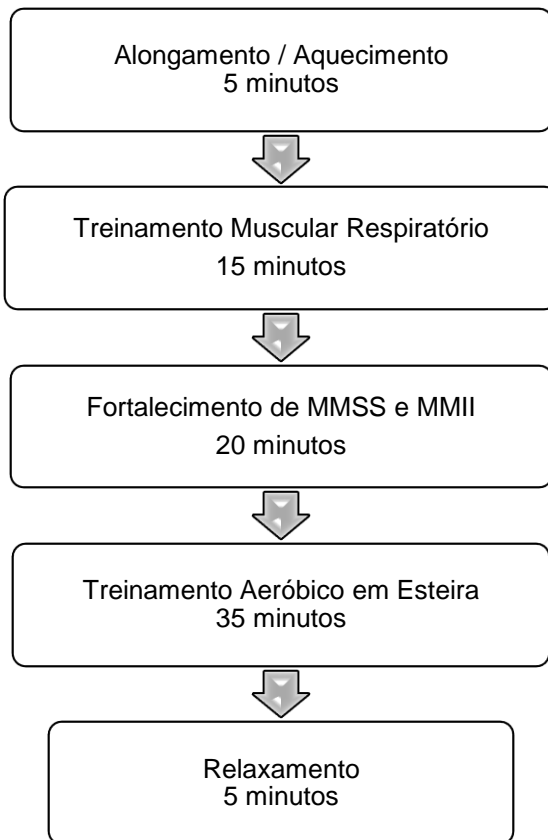 Alongamento / Aquecimento
5 minutos
Treinamento Muscular Respiratório
15 minutos
Fortalecimento de MMSS e MMII
20 minutos
Treinamento Aeróbico em Esteira
35 minutos
Relaxamento
5 minutos